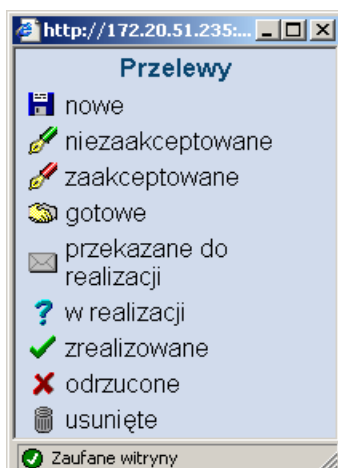 http://172.20.51.235:...
Przelewy
nowe
niezaakceptowane
zaakceptowane
gotowe
przekazane do
realizacji
w realizacji
zrealizowane
odrzucone
usunięte
Zaufane witryny